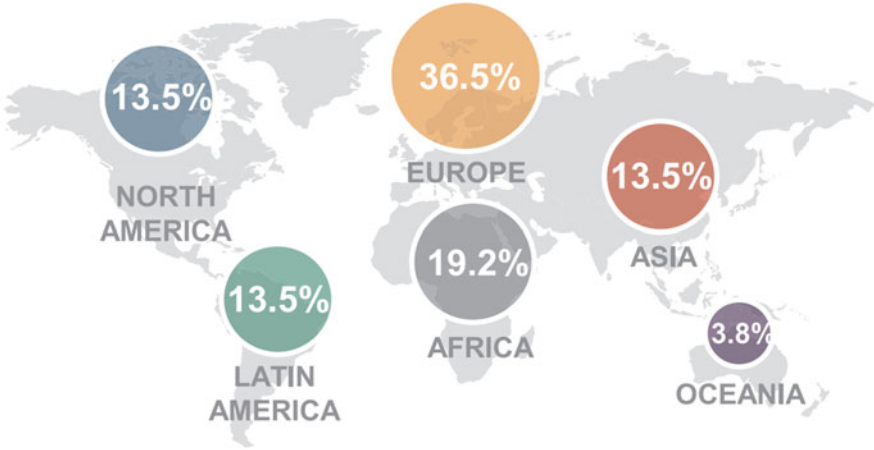 13.5%
NORTH
AMERICA
36.5%
EUROPE
13.5%
ASIA
13.5%
LATIN
AMERICA
19.2%
AFRICA
3.8%
OCEANIA